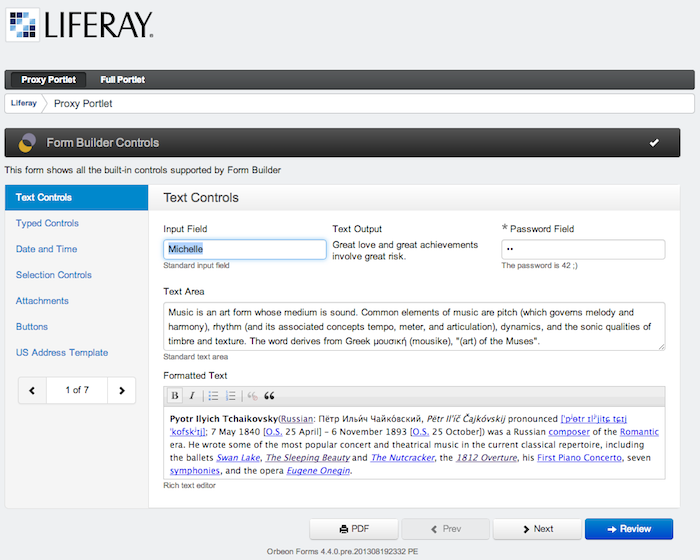 LIFERAY.
Proxy Portlet Full Portlet
Liferay Proxy Portlet
Form Builder Controls
This form shows all the built-in controls supported by Form Builder
Text Controls
Typed Controls
Date and Time
Selection Controls
Attachments
Buttons
US Address Template
1 of 7
Text Controls
Input Field
Michelle
Standard input field
Text Output
Great love and great achievements
involve great risk.
* Password Field
••
The password is 42 ;)
Text Area
Music is an art form whose medium is sound. Common elements of music are pitch (which governs melody and
harmony), rhythm (and its associated concepts tempo, meter, and articulation), dynamics, and the sonic qualities of
timbre and texture. The word derives from Greek μουσική (mousike), "(art) of the Muses".
Standard text area
Formatted Text
B I
Pyotr Ilyich Tchaikovsky(Russian: Пётр Ильи́ч Чайко́вский, Pëtr Il'íč Čajkóvskij pronounced
7 May 1840 [O.S. 25 April] – 6 November 1893 [O.S. 25 October]) was a Russian composer of the Romantic
era. He wrote some of the most popular concert and theatrical music in the current classical repertoire, including
the ballets Swan Lake, The Sleeping Beauty and The Nutcracker, the 1812 Overture, his First Piano Concerto, seven
symphonies, and the opera Eugene Onegin.
Rich text editor
PDF Prev Next Review
Orbeon Forms 4.4.0.pre.201308192332 PE